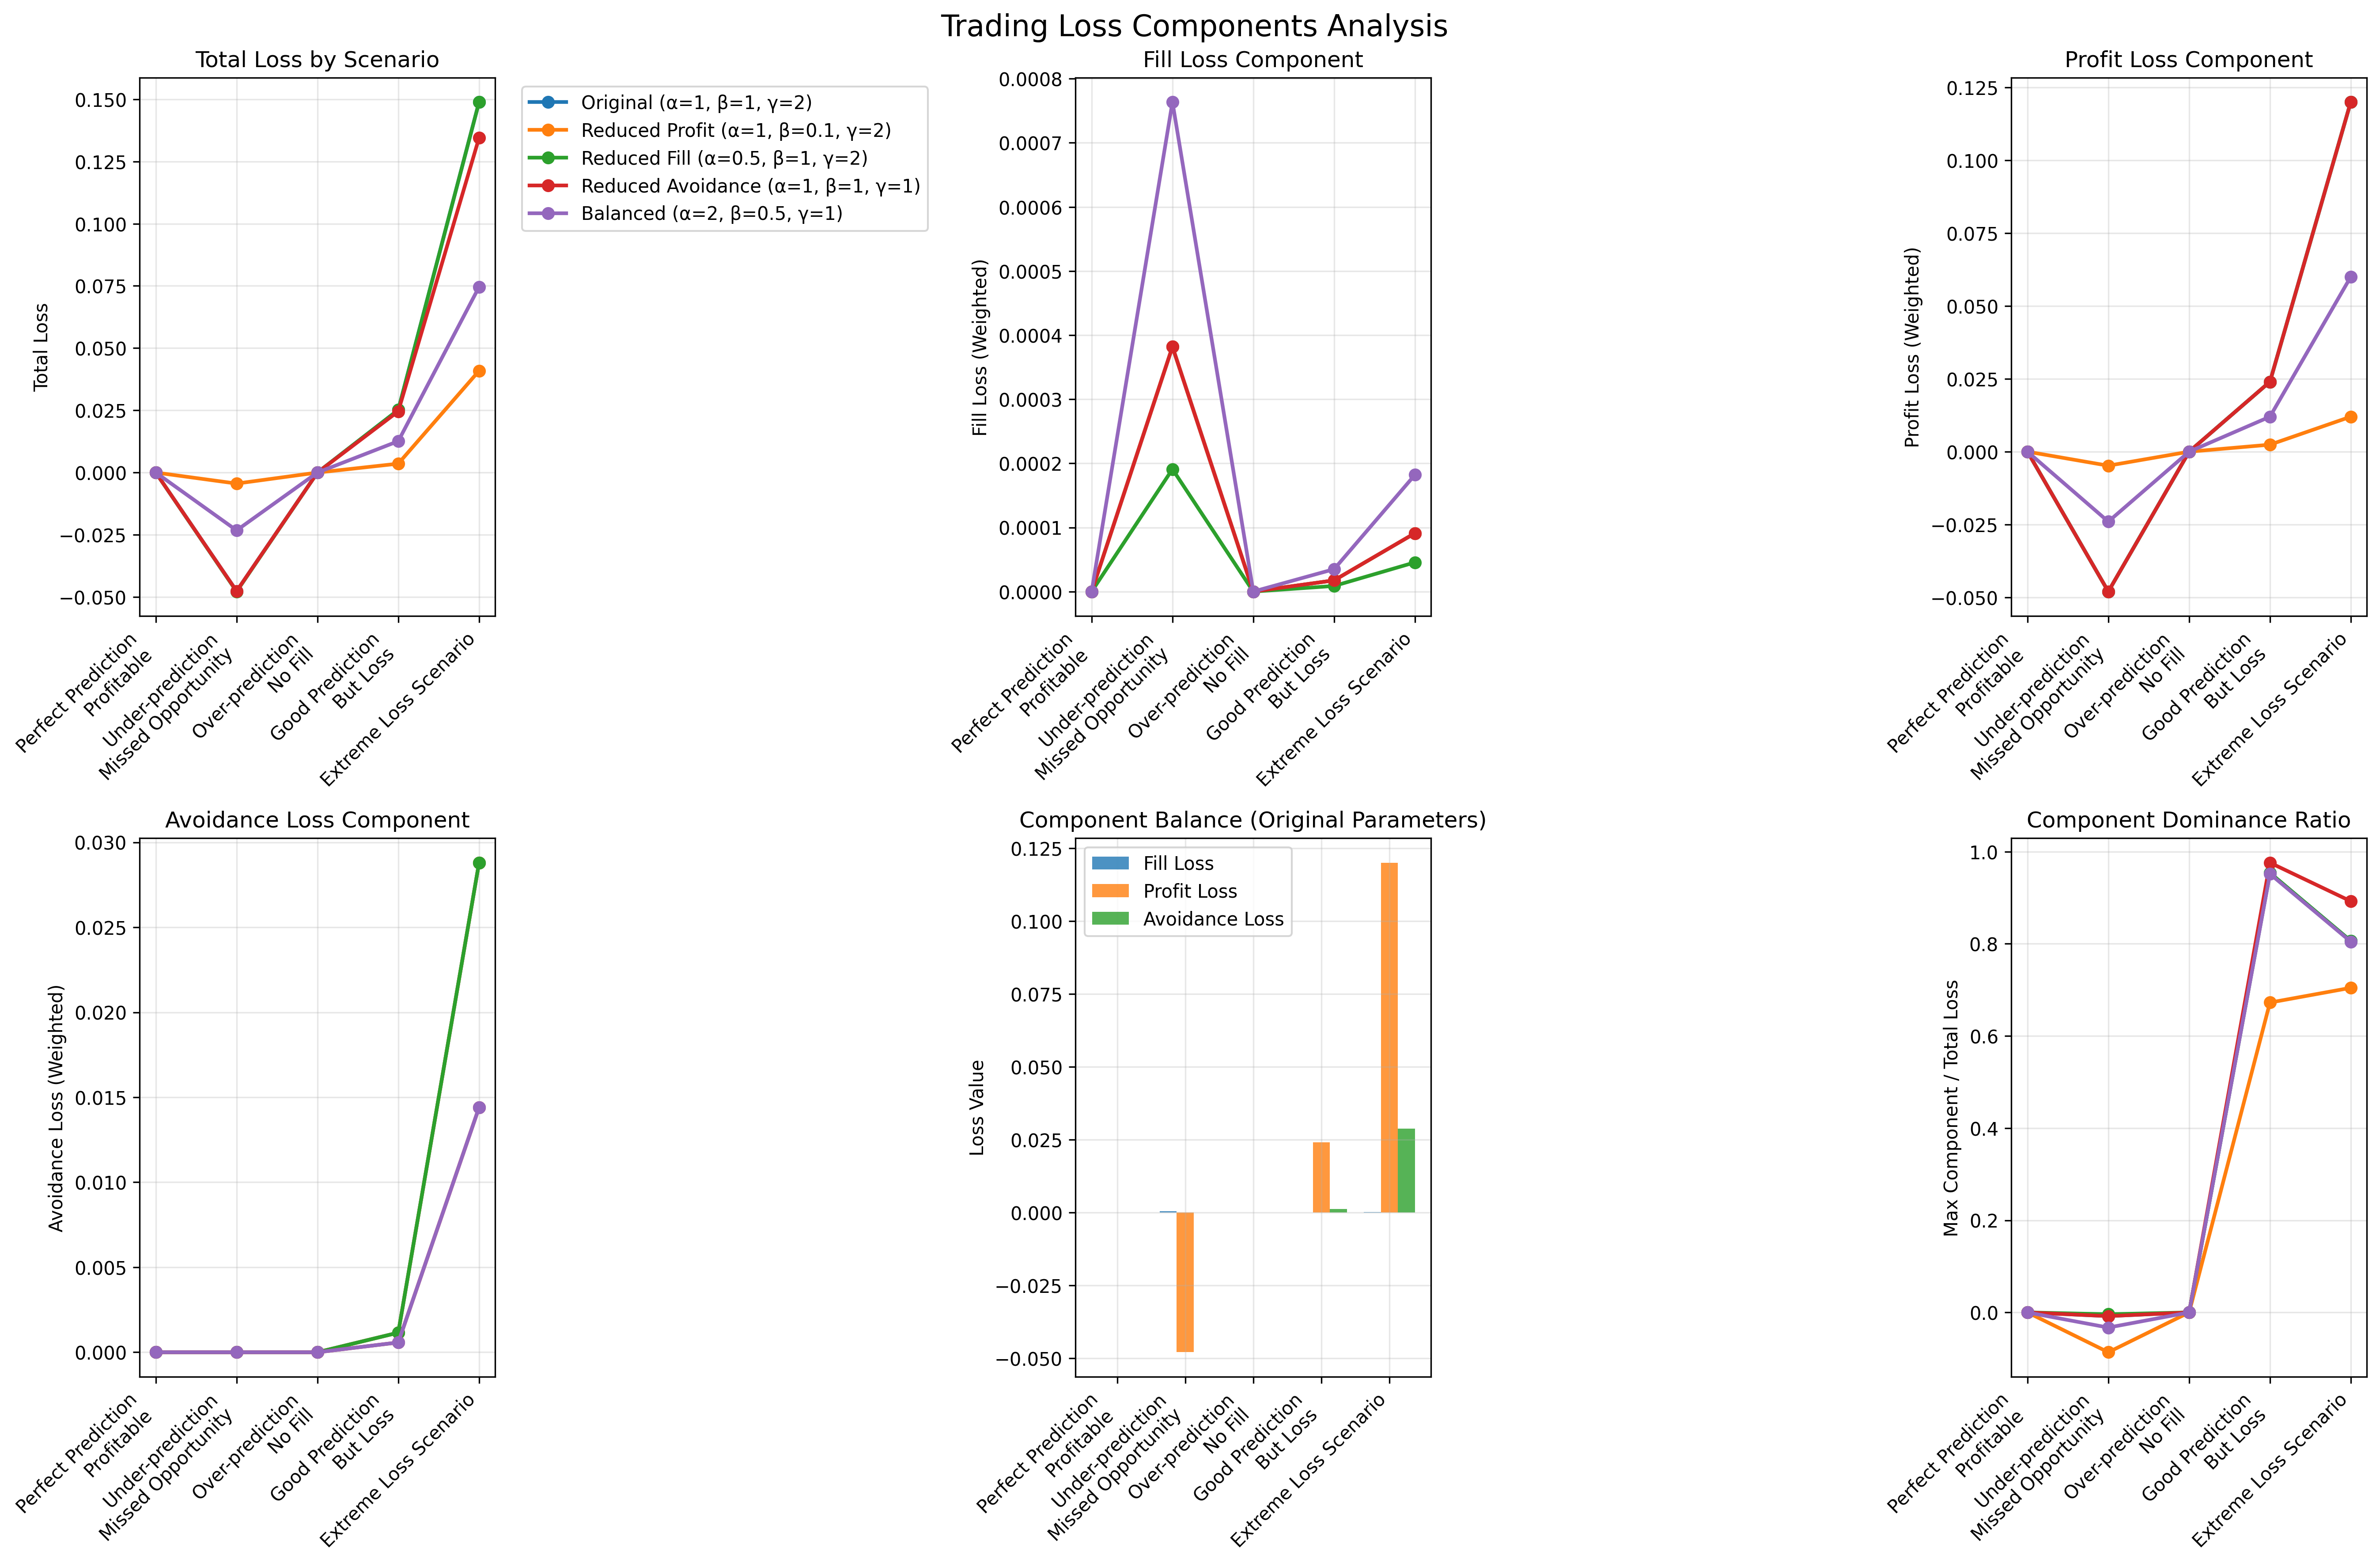 Trading Loss Components Analysis
Total Loss by Scenario
Total Loss
0.150
0.125
0.100
0.075
0.050
0.025
0.000
−0.025
−0.050
Perfect Prediction
Profitable
Under-prediction
Missed Opportunity
Over-prediction
No Fill
Good Prediction
But Loss
Extreme Loss Scenario
Original (α=1, β=1, γ=2)
Reduced Profit (α=1, β=0.1, γ=2)
Reduced Fill (α=0.5, β=1, γ=2)
Reduced Avoidance (α=1, β=1, γ=1)
Balanced (α=2, β=0.5, γ=1)
Fill Loss Component
Fill Loss (Weighted)
0.0008
0.0007
0.0006
0.0005
0.0004
0.0003
0.0002
0.0001
0.0000
Perfect Prediction
Profitable
Under-prediction
Missed Opportunity
Over-prediction
No Fill
Good Prediction
But Loss
Extreme Loss Scenario
Profit Loss Component
Profit Loss (Weighted)
0.125
0.100
0.075
0.050
0.025
0.000
−0.025
−0.050
Perfect Prediction
Profitable
Under-prediction
Missed Opportunity
Over-prediction
No Fill
Good Prediction
But Loss
Extreme Loss Scenario
Avoidance Loss Component
Avoidance Loss (Weighted)
0.030
0.025
0.020
0.015
0.010
0.005
0.000
Perfect Prediction
Profitable
Under-prediction
Missed Opportunity
Over-prediction
No Fill
Good Prediction
But Loss
Extreme Loss Scenario
Component Balance (Original Parameters)
Loss Value
0.125
0.100
0.075
0.050
0.025
0.000
−0.025
−0.050
Fill Loss
Profit Loss
Avoidance Loss
Perfect Prediction
Profitable
Under-prediction
Missed Opportunity
Over-prediction
No Fill
Good Prediction
But Loss
Extreme Loss Scenario
Component Dominance Ratio
Max Component / Total Loss
1.0
0.8
0.6
0.4
0.2
0.0
Perfect Prediction
Profitable
Under-prediction
Missed Opportunity
Over-prediction
No Fill
Good Prediction
But Loss
Extreme Loss Scenario